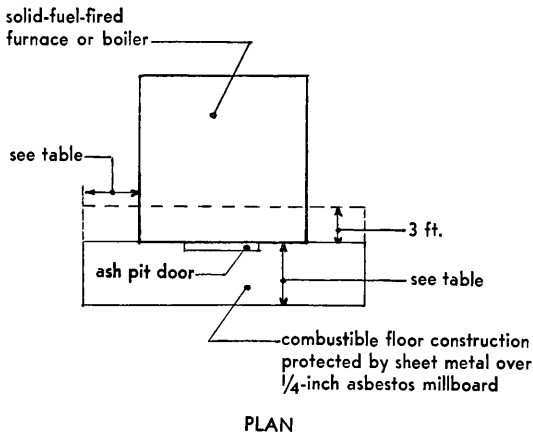 solid-fuel-fired
furnace or boiler
see table
3 ft.
ash pit door
see table
combustible floor construction
protected by sheet metal over
1/4-inch asbestos millboard
PLAN